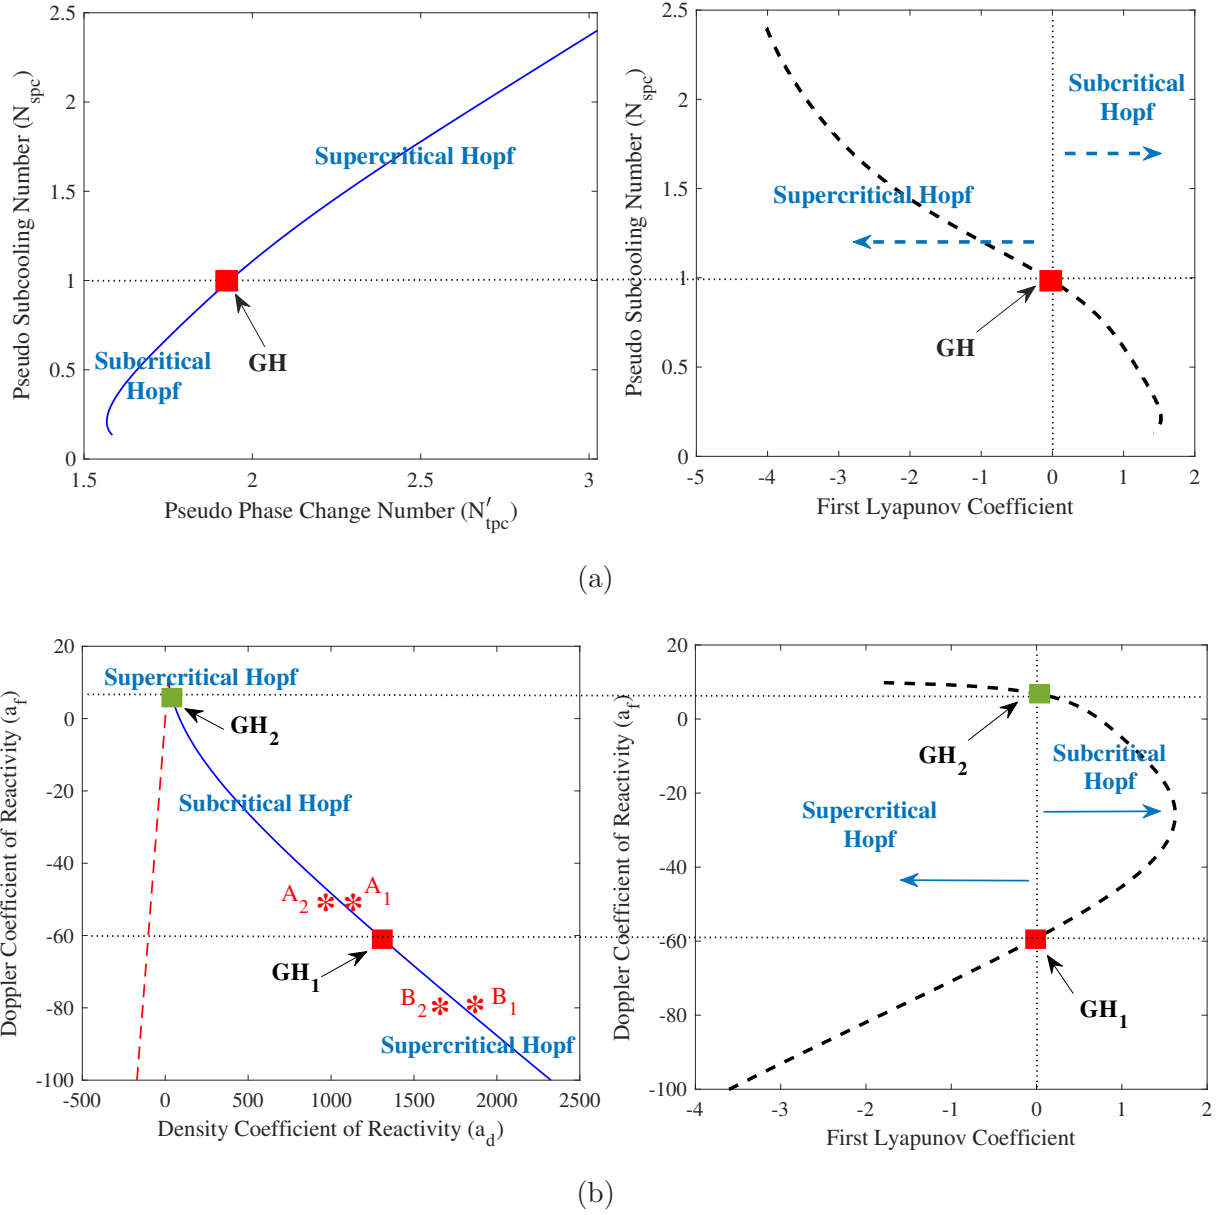 2.5
2
1.5
1
0.5
0
1.5
2
2.5
3
Pseudo Subcooling Number (N_spc)
Pseudo Phase Change Number (N′_tpc)
Supercritical Hopf
Subcritical
Hopf
GH
2.5
2
1.5
1
0.5
0
-5
-4
-3
-2
-1
0
1
2
Pseudo Subcooling Number (N_spc)
First Lyapunov Coefficient
Subcritical
Hopf
Supercritical Hopf
GH
(a)
20
0
-20
-40
-60
-80
-100
-500
0
500
1000
1500
2000
2500
Doppler Coefficient of Reactivity (a_f)
Density Coefficient of Reactivity (a_d)
Supercritical Hopf
GH_2
Subcritical Hopf
A_2 * * A_1
GH_1
B_2 * * B_1
Supercritical Hopf
20
0
-20
-40
-60
-80
-100
-4
-3
-2
-1
0
1
2
Doppler Coefficient of Reactivity (a_f)
First Lyapunov Coefficient
GH_2
Subcritical
Hopf
Supercritical
Hopf
GH_1
(b)